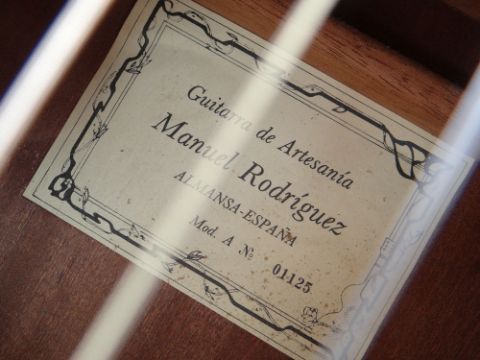 Guitarra de Artesanía
Manuel Rodríguez
ALMANSA-ESPAÑA
Mod. A № 01125